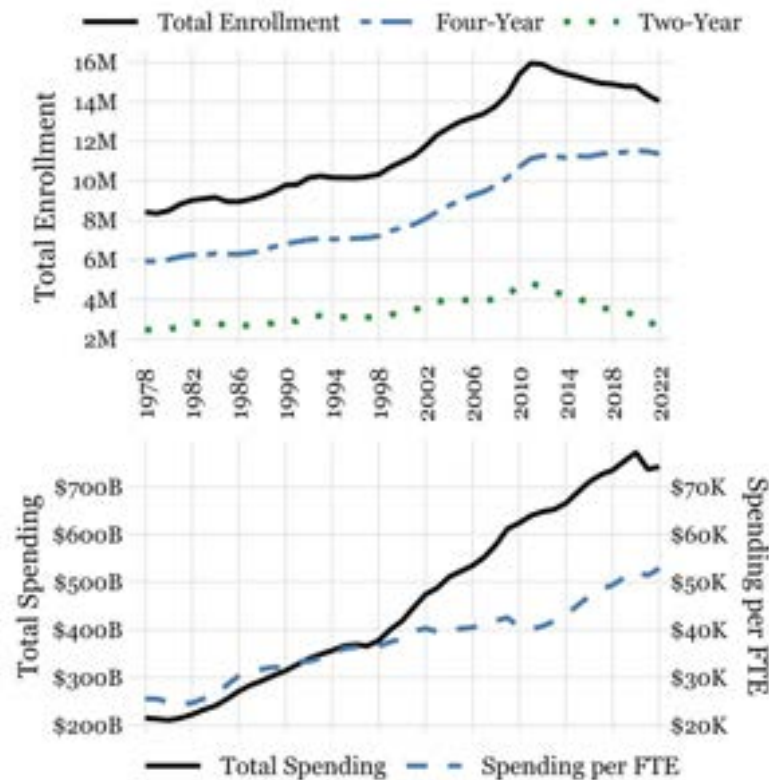 Total Enrollment Four-Year Two-Year
16M
14M
12M
10M
8M
6M
4M
2M
Total Enrollment
1978 1982 1986 1990 1994 1998 2002 2006 2010 2014 2018 2022
$700B
$600B
$500B
$400B
$300B
$200B
Total Spending
$70K
$60K
$50K
$40K
$30K
$20K
Spending per FTE
Total Spending Spending per FTE